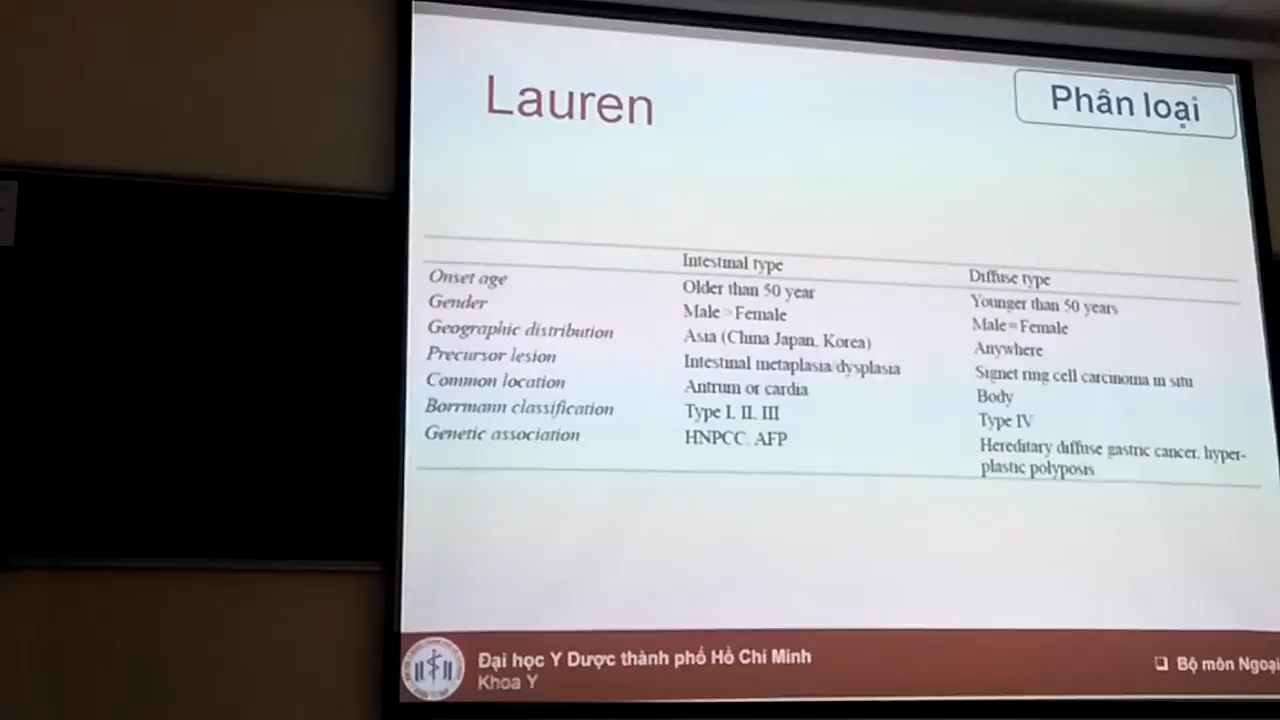 Lauren
Phân loại
Intestinal type Diffuse type
Onset age Older than 50 year Younger than 50 years
Gender Male > Female Male = Female
Geographic distribution Asia (China Japan, Korea) Anywhere
Precursor lesion Intestinal metaplasia/dysplasia Signet ring cell carcinoma in situ
Common location Antrum or cardia Body
Borrmann classification Type I, II, III Type IV
Genetic association HNPCC, AFP Hereditary diffuse gastric cancer, hyper-
plastic polyposis
Đại học Y Dược thành phố Hồ Chí Minh
Khoa Y
❑ Bộ môn Ngoại